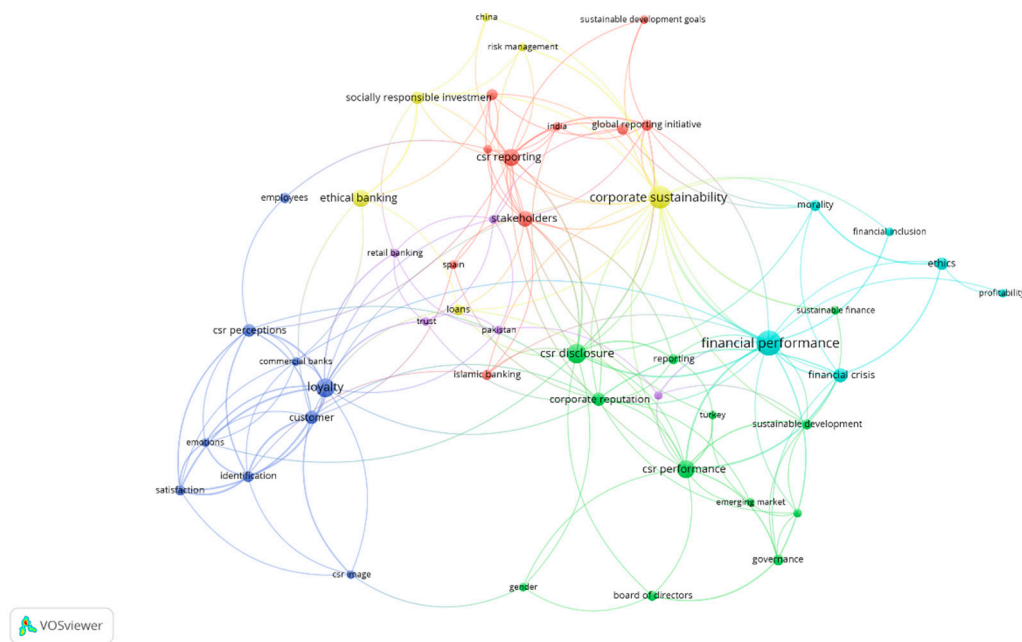 china
sustainable development goals
risk management
socially responsible investmen
india
global reporting initiative
csr reporting
employees
ethical banking
corporate sustainability
morality
stakeholders
financial inclusion
retail banking
spain
ethics
profitability
loans
sustainable finance
trust
pakistan
csr perceptions
financial performance
csr disclosure
reporting
commercial banks
islamic banking
financial crisis
loyalty
corporate reputation
customer
turkey
sustainable development
emotions
csr performance
identification
satisfaction
emerging market
governance
csr image
gender
board of directors
VOSviewer